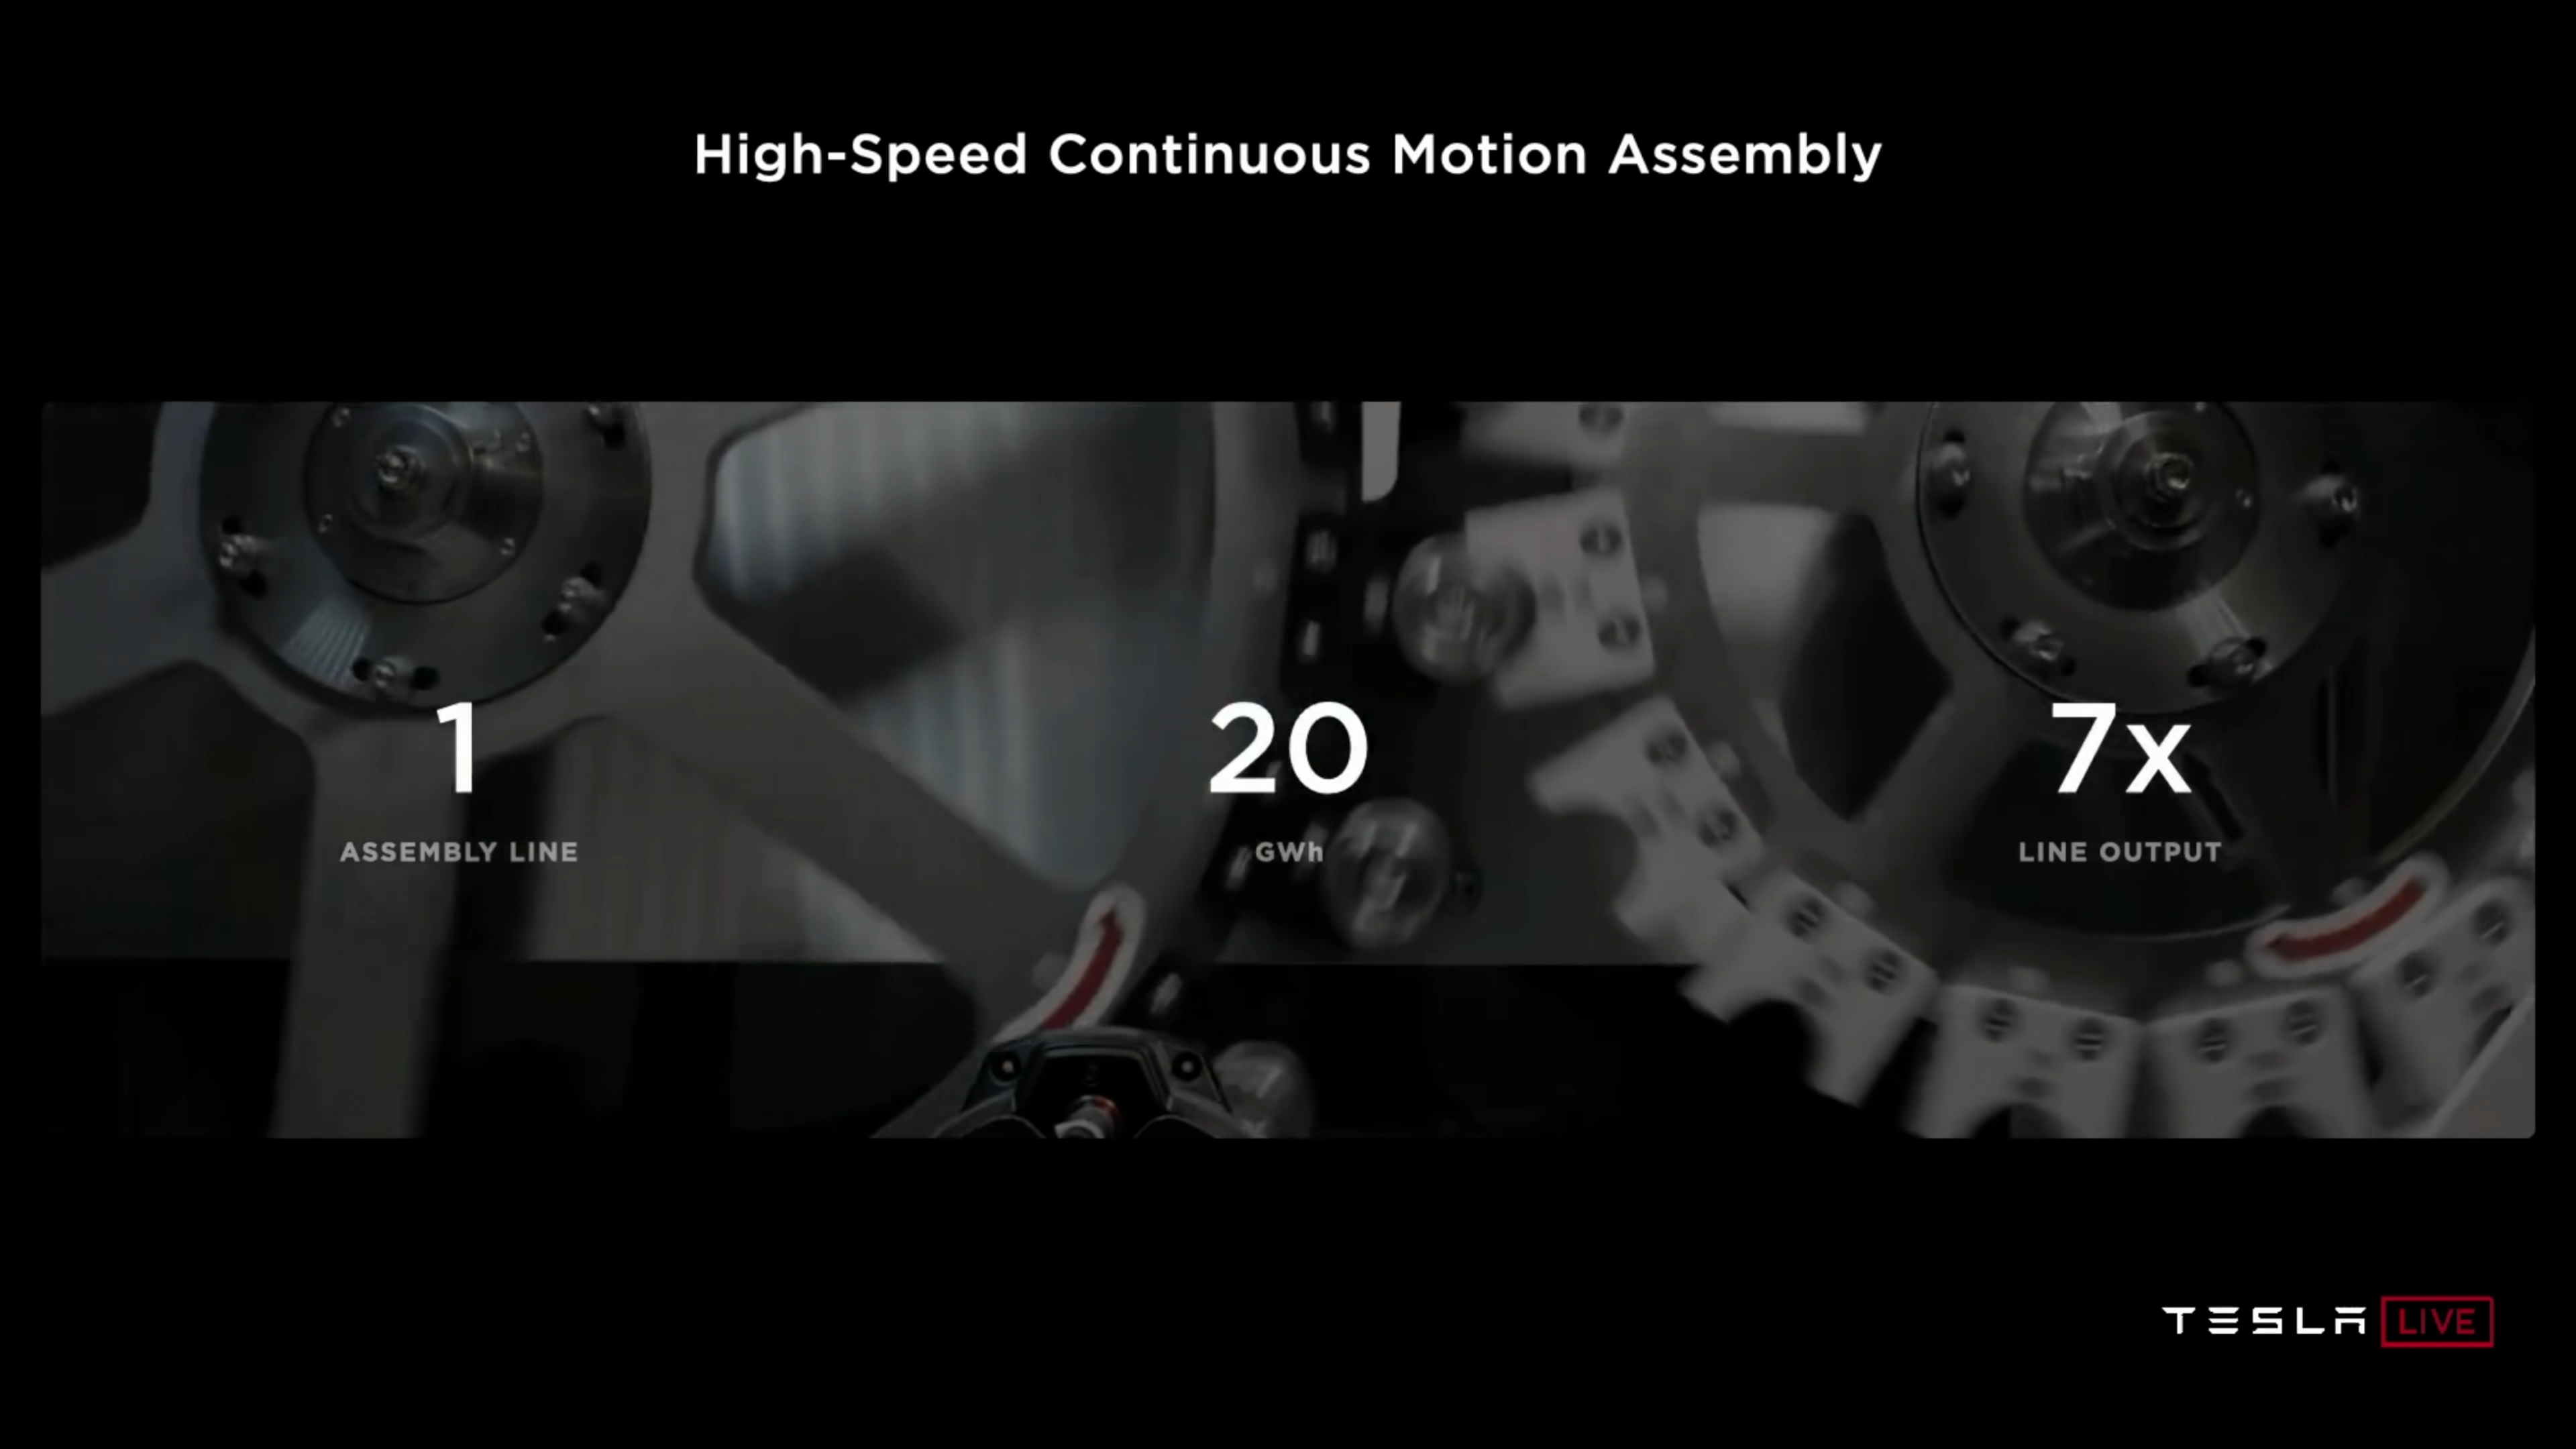 High-Speed Continuous Motion Assembly
1
ASSEMBLY LINE
20
GWh
7x
LINE OUTPUT
TESLA LIVE